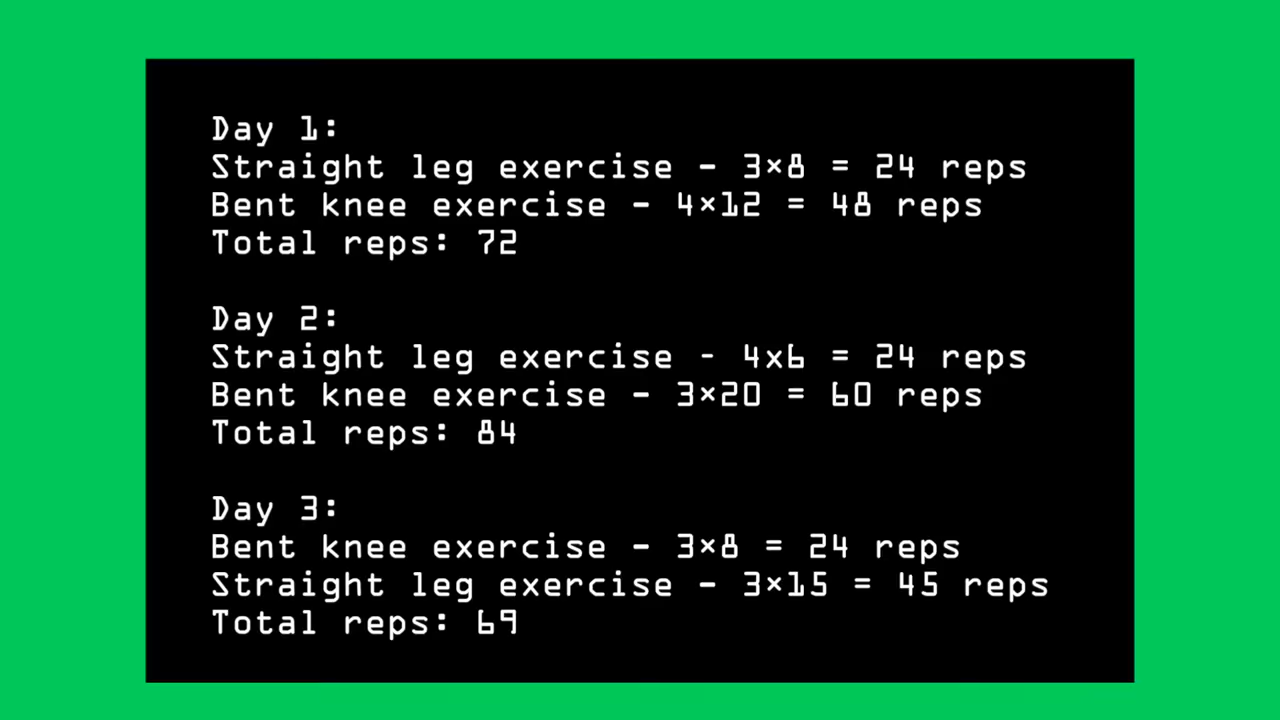 Day 1:
Straight leg exercise - 3×8 = 24 reps
Bent knee exercise - 4×12 = 48 reps
Total reps: 72
Day 2:
Straight leg exercise - 4x6 = 24 reps
Bent knee exercise - 3×20 = 60 reps
Total reps: 84
Day 3:
Bent knee exercise - 3×8 = 24 reps
Straight leg exercise - 3×15 = 45 reps
Total reps: 69